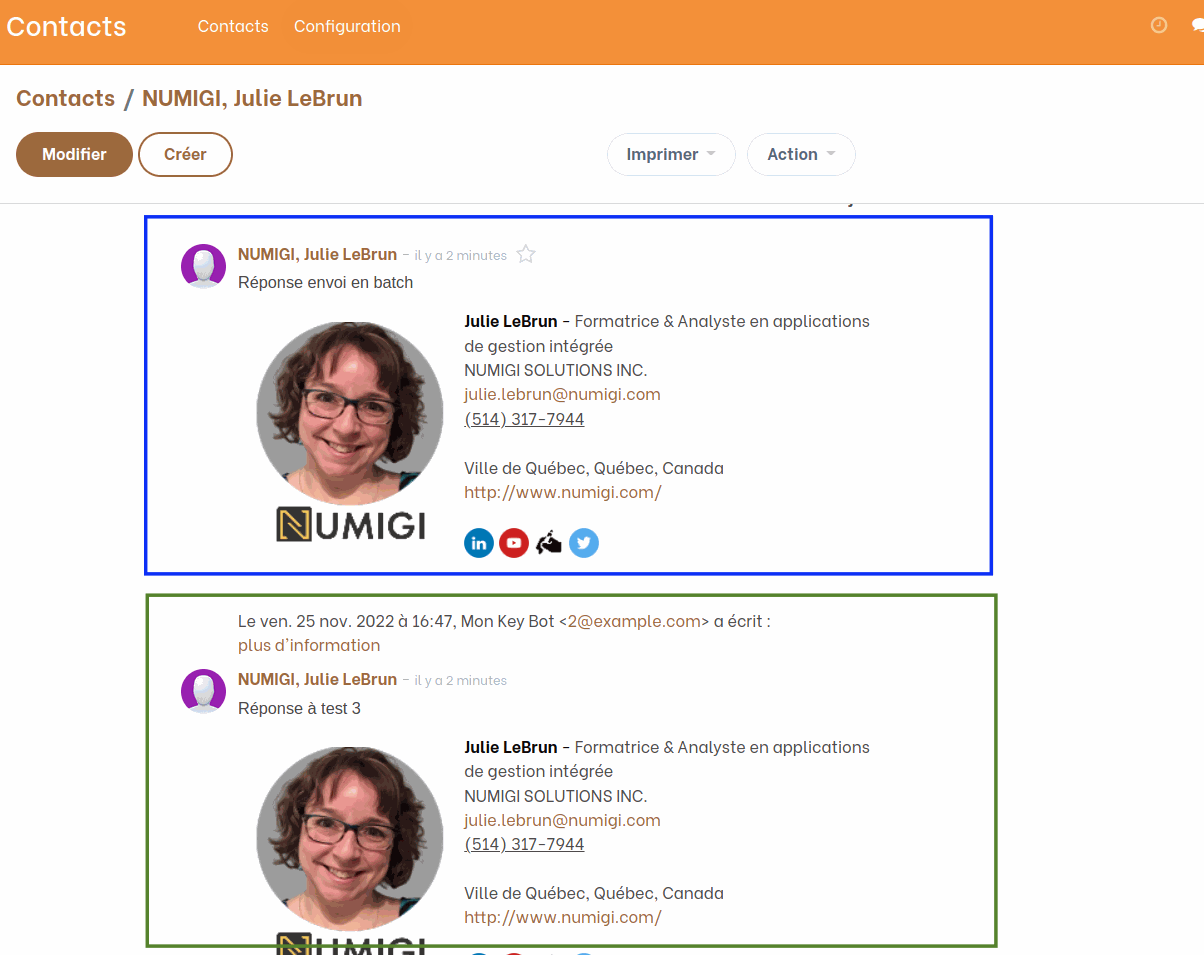 Contacts Contacts Configuration
Contacts / NUMIGI, Julie LeBrun
Modifier Créer Imprimer Action
NUMIGI, Julie LeBrun - il y a 2 minutes
Réponse envoi en batch
Julie LeBrun - Formatrice & Analyste en applications
de gestion intégrée
NUMIGI SOLUTIONS INC.
julie.lebrun@numigi.com
(514) 317-7944
Ville de Québec, Québec, Canada
http://www.numigi.com/
NUMIGI
in
Le ven. 25 nov. 2022 à 16:47, Mon Key Bot <2@example.com> a écrit :
plus d'information
NUMIGI, Julie LeBrun - il y a 2 minutes
Réponse à test 3
Julie LeBrun - Formatrice & Analyste en applications
de gestion intégrée
NUMIGI SOLUTIONS INC.
julie.lebrun@numigi.com
(514) 317-7944
Ville de Québec, Québec, Canada
http://www.numigi.com/
NUMIGI